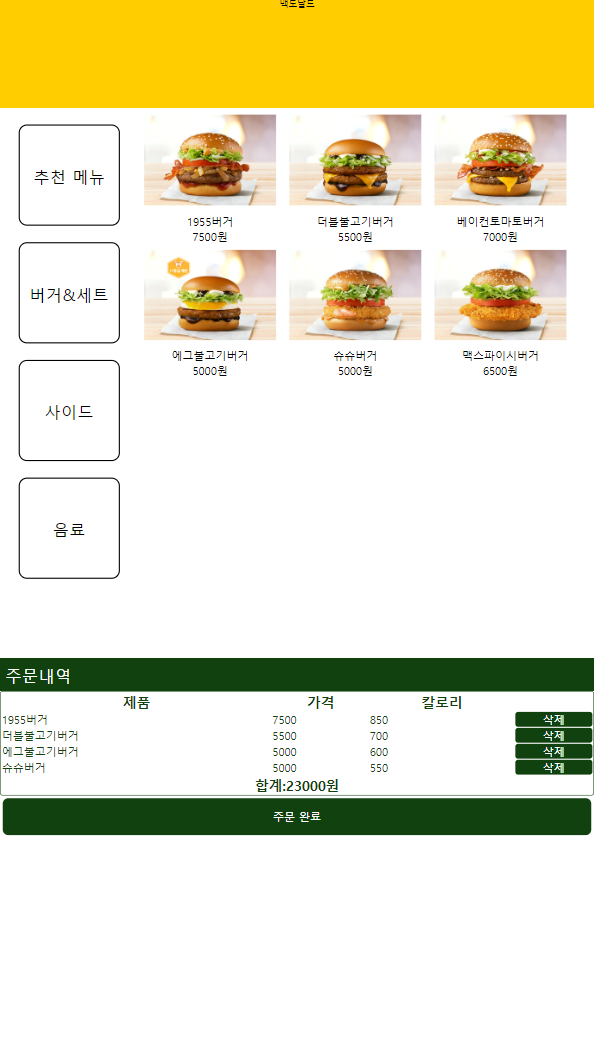 맥도날드
추천 메뉴
버거&세트
사이드
음료
1955버거
7500원
더블불고기버거
5500원
베이컨토마토버거
7000원
에그불고기버거
5000원
슈슈버거
5000원
맥스파이시버거
6500원
주문내역
제품 가격 칼로리
1955버거 7500 850 삭제
더블불고기버거 5500 700 삭제
에그불고기버거 5000 600 삭제
슈슈버거 5000 550 삭제
합계:23000원
주문 완료